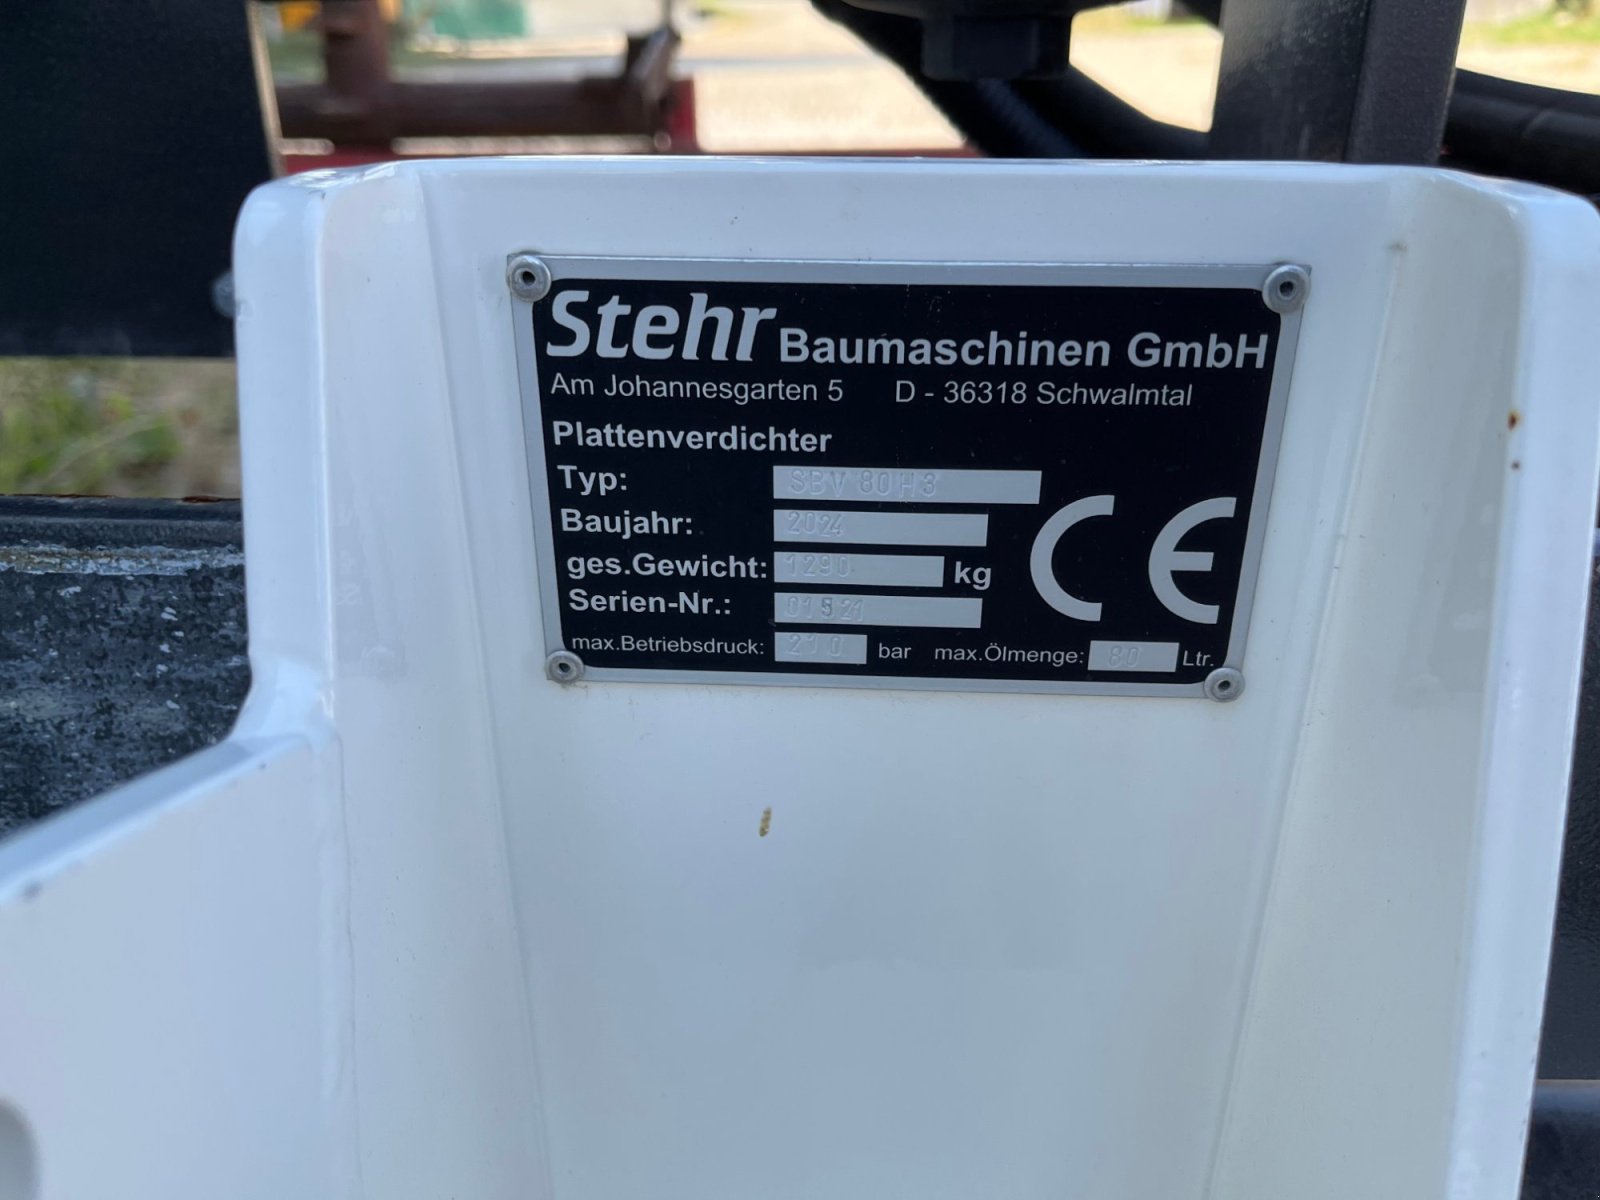 Stehr Baumaschinen GmbH
Am Johannesgarten 5 D - 36318 Schwalmtal
Plattenverdichter
Typ: SBV 80 H3
Baujahr: 2024
ges.Gewicht: 1290 kg
Serien-Nr.: 01521
max.Betriebsdruck: 210 bar max.Ölmenge: 80 Ltr.
CE